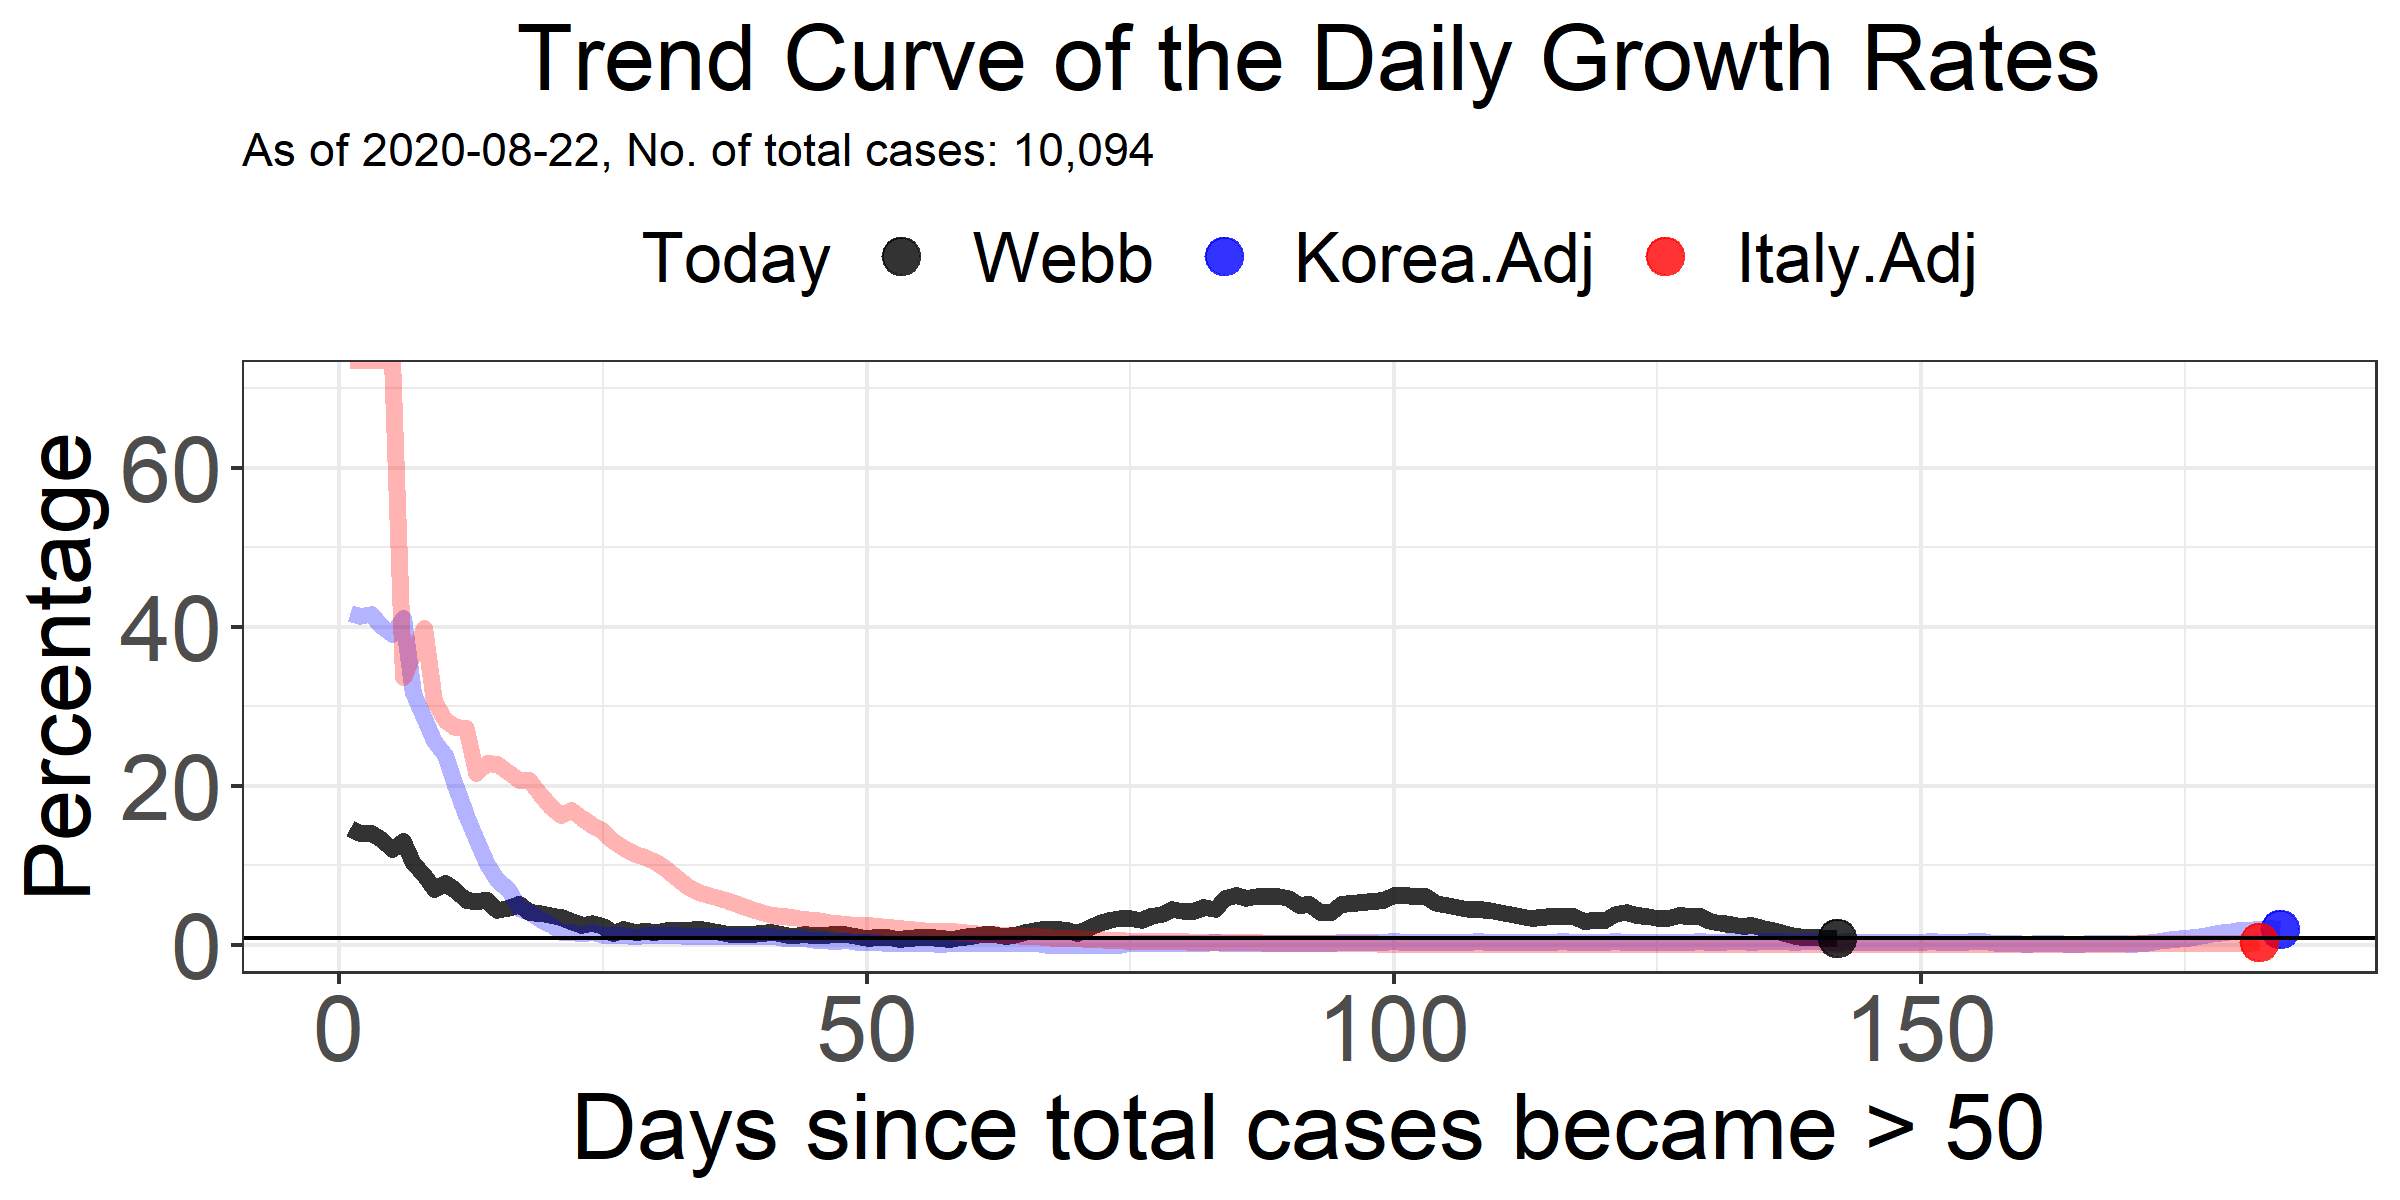 Trend Curve of the Daily Growth Rates
As of 2020-08-22, No. of total cases: 10,094
Today Webb Korea.Adj Italy.Adj
Percentage
60
40
20
0
0 50 100 150
Days since total cases became > 50